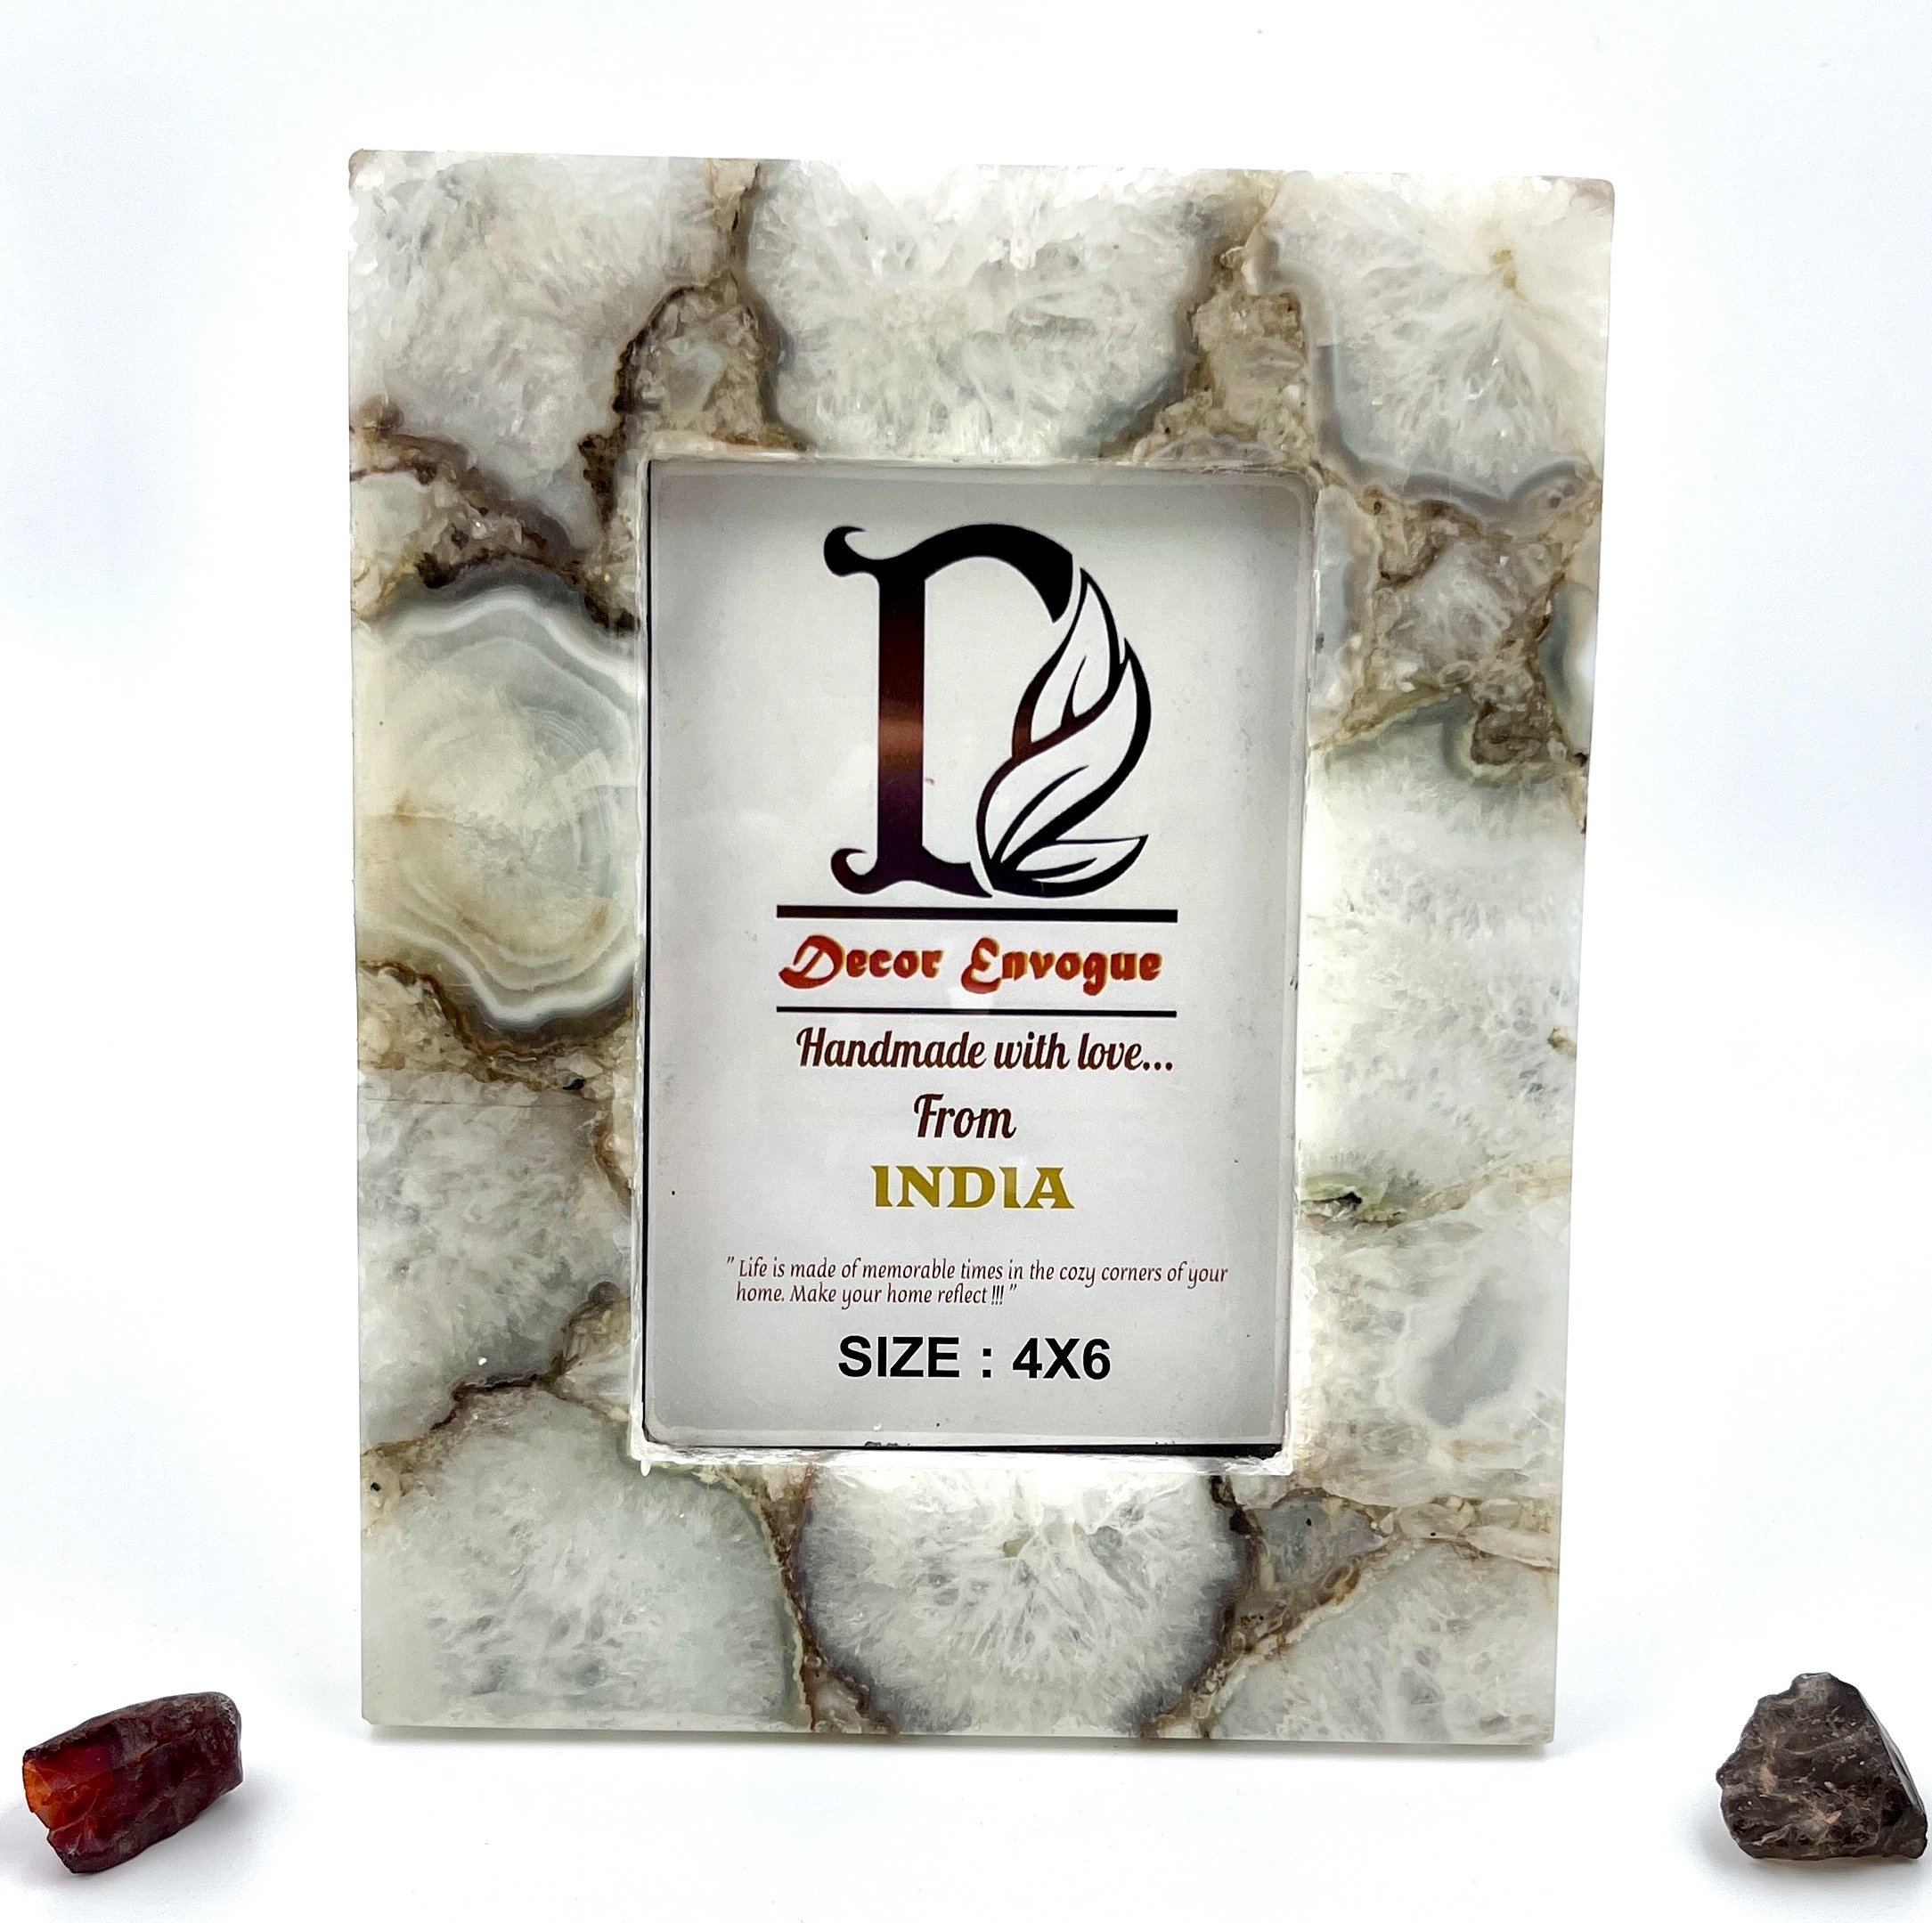 D
Decor Envogue
Handmade with love...
From
INDIA
" Life is made of memorable times in the cozy corners of your
home. Make your home reflect !!! "
SIZE : 4X6